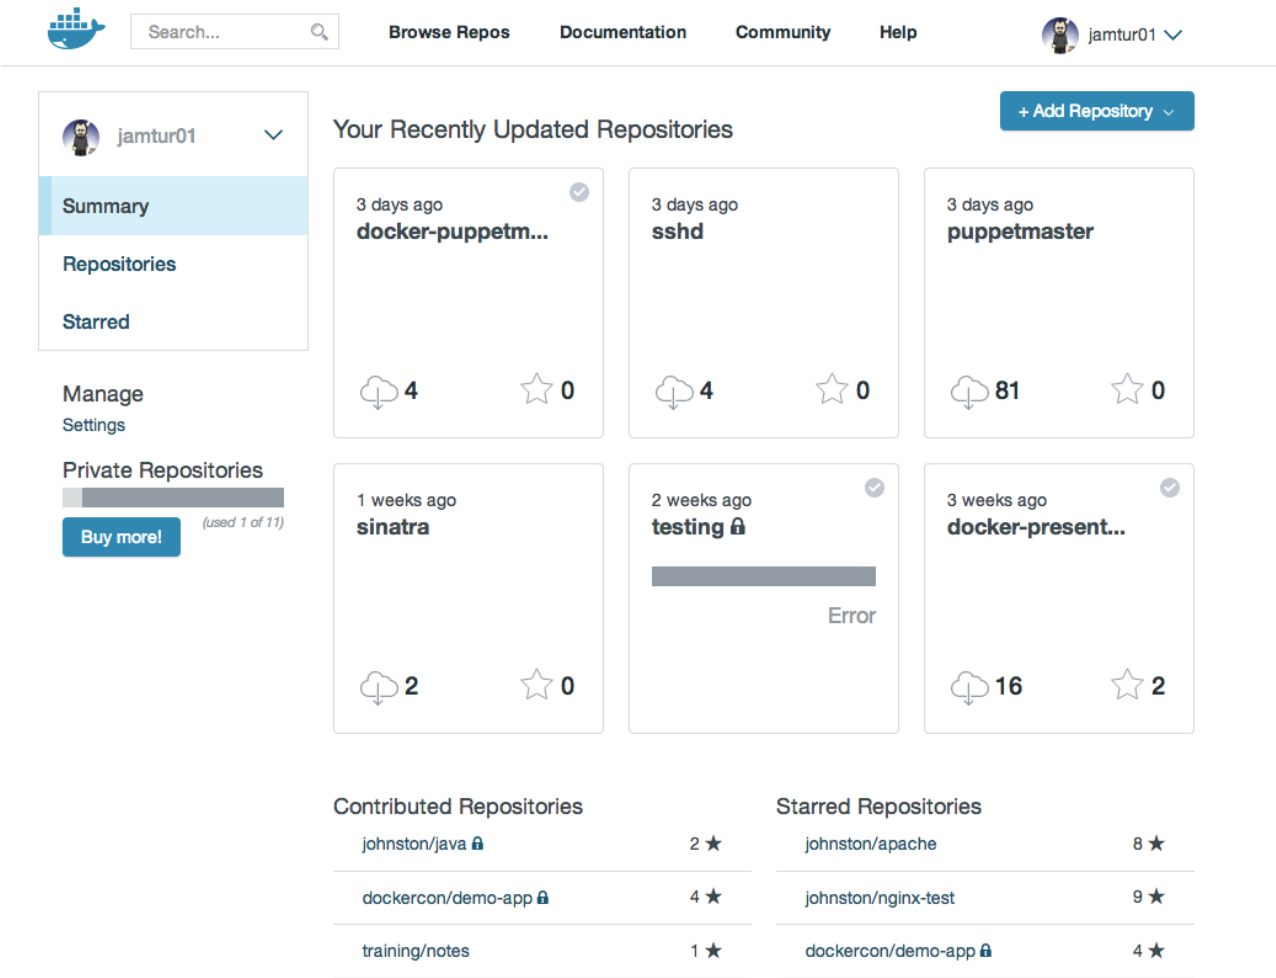 Search...
Browse Repos
Documentation
Community
Help
jamtur01
jamtur01
Summary
Repositories
Starred
Manage
Settings
Private Repositories
(used 1 of 11)
Buy more!
Your Recently Updated Repositories
+ Add Repository
3 days ago
docker-puppetm...
4
0
3 days ago
sshd
4
0
3 days ago
puppetmaster
81
0
1 weeks ago
sinatra
2
0
2 weeks ago
testing
Error
3 weeks ago
docker-present...
16
2
Contributed Repositories
johnston/java 2 ★
dockercon/demo-app 4 ★
training/notes 1 ★
Starred Repositories
johnston/apache 8 ★
johnston/nginx-test 9 ★
dockercon/demo-app 4 ★